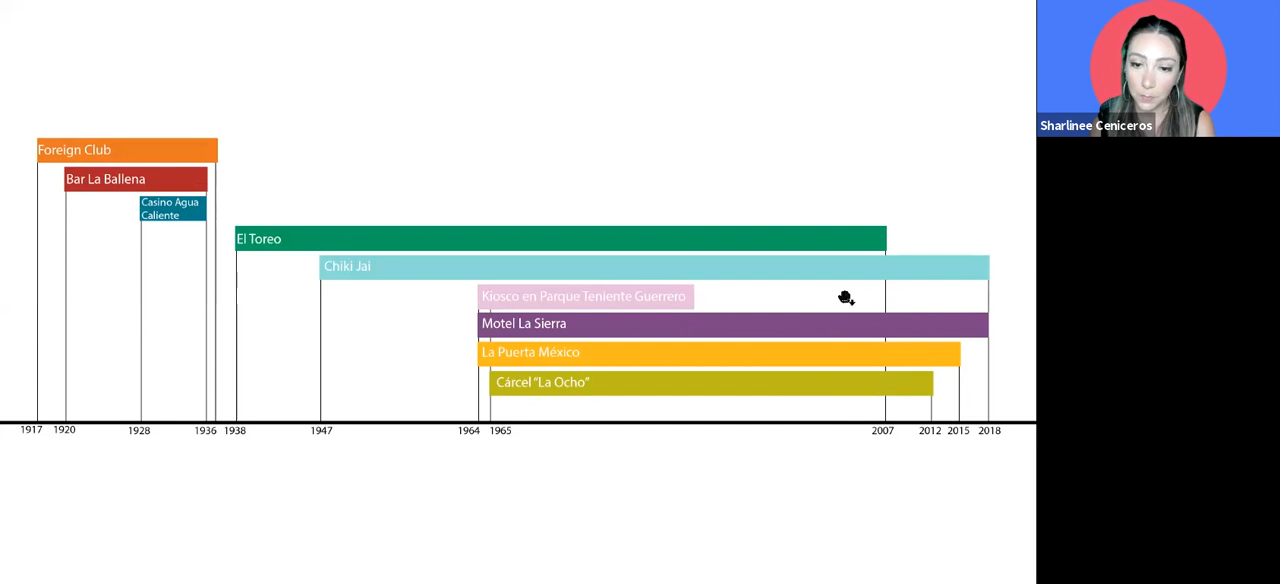 Sharlinee Ceniceros
Foreign Club
Bar La Ballena
Casino Agua
Caliente
El Toreo
Chiki Jai
Kiosco en Parque Teniente Guerrero
Motel La Sierra
La Puerta México
Cárcel "La Ocho"
1917 1920 1928 1936 1938 1947 1964 1965 2007 2012 2015 2018